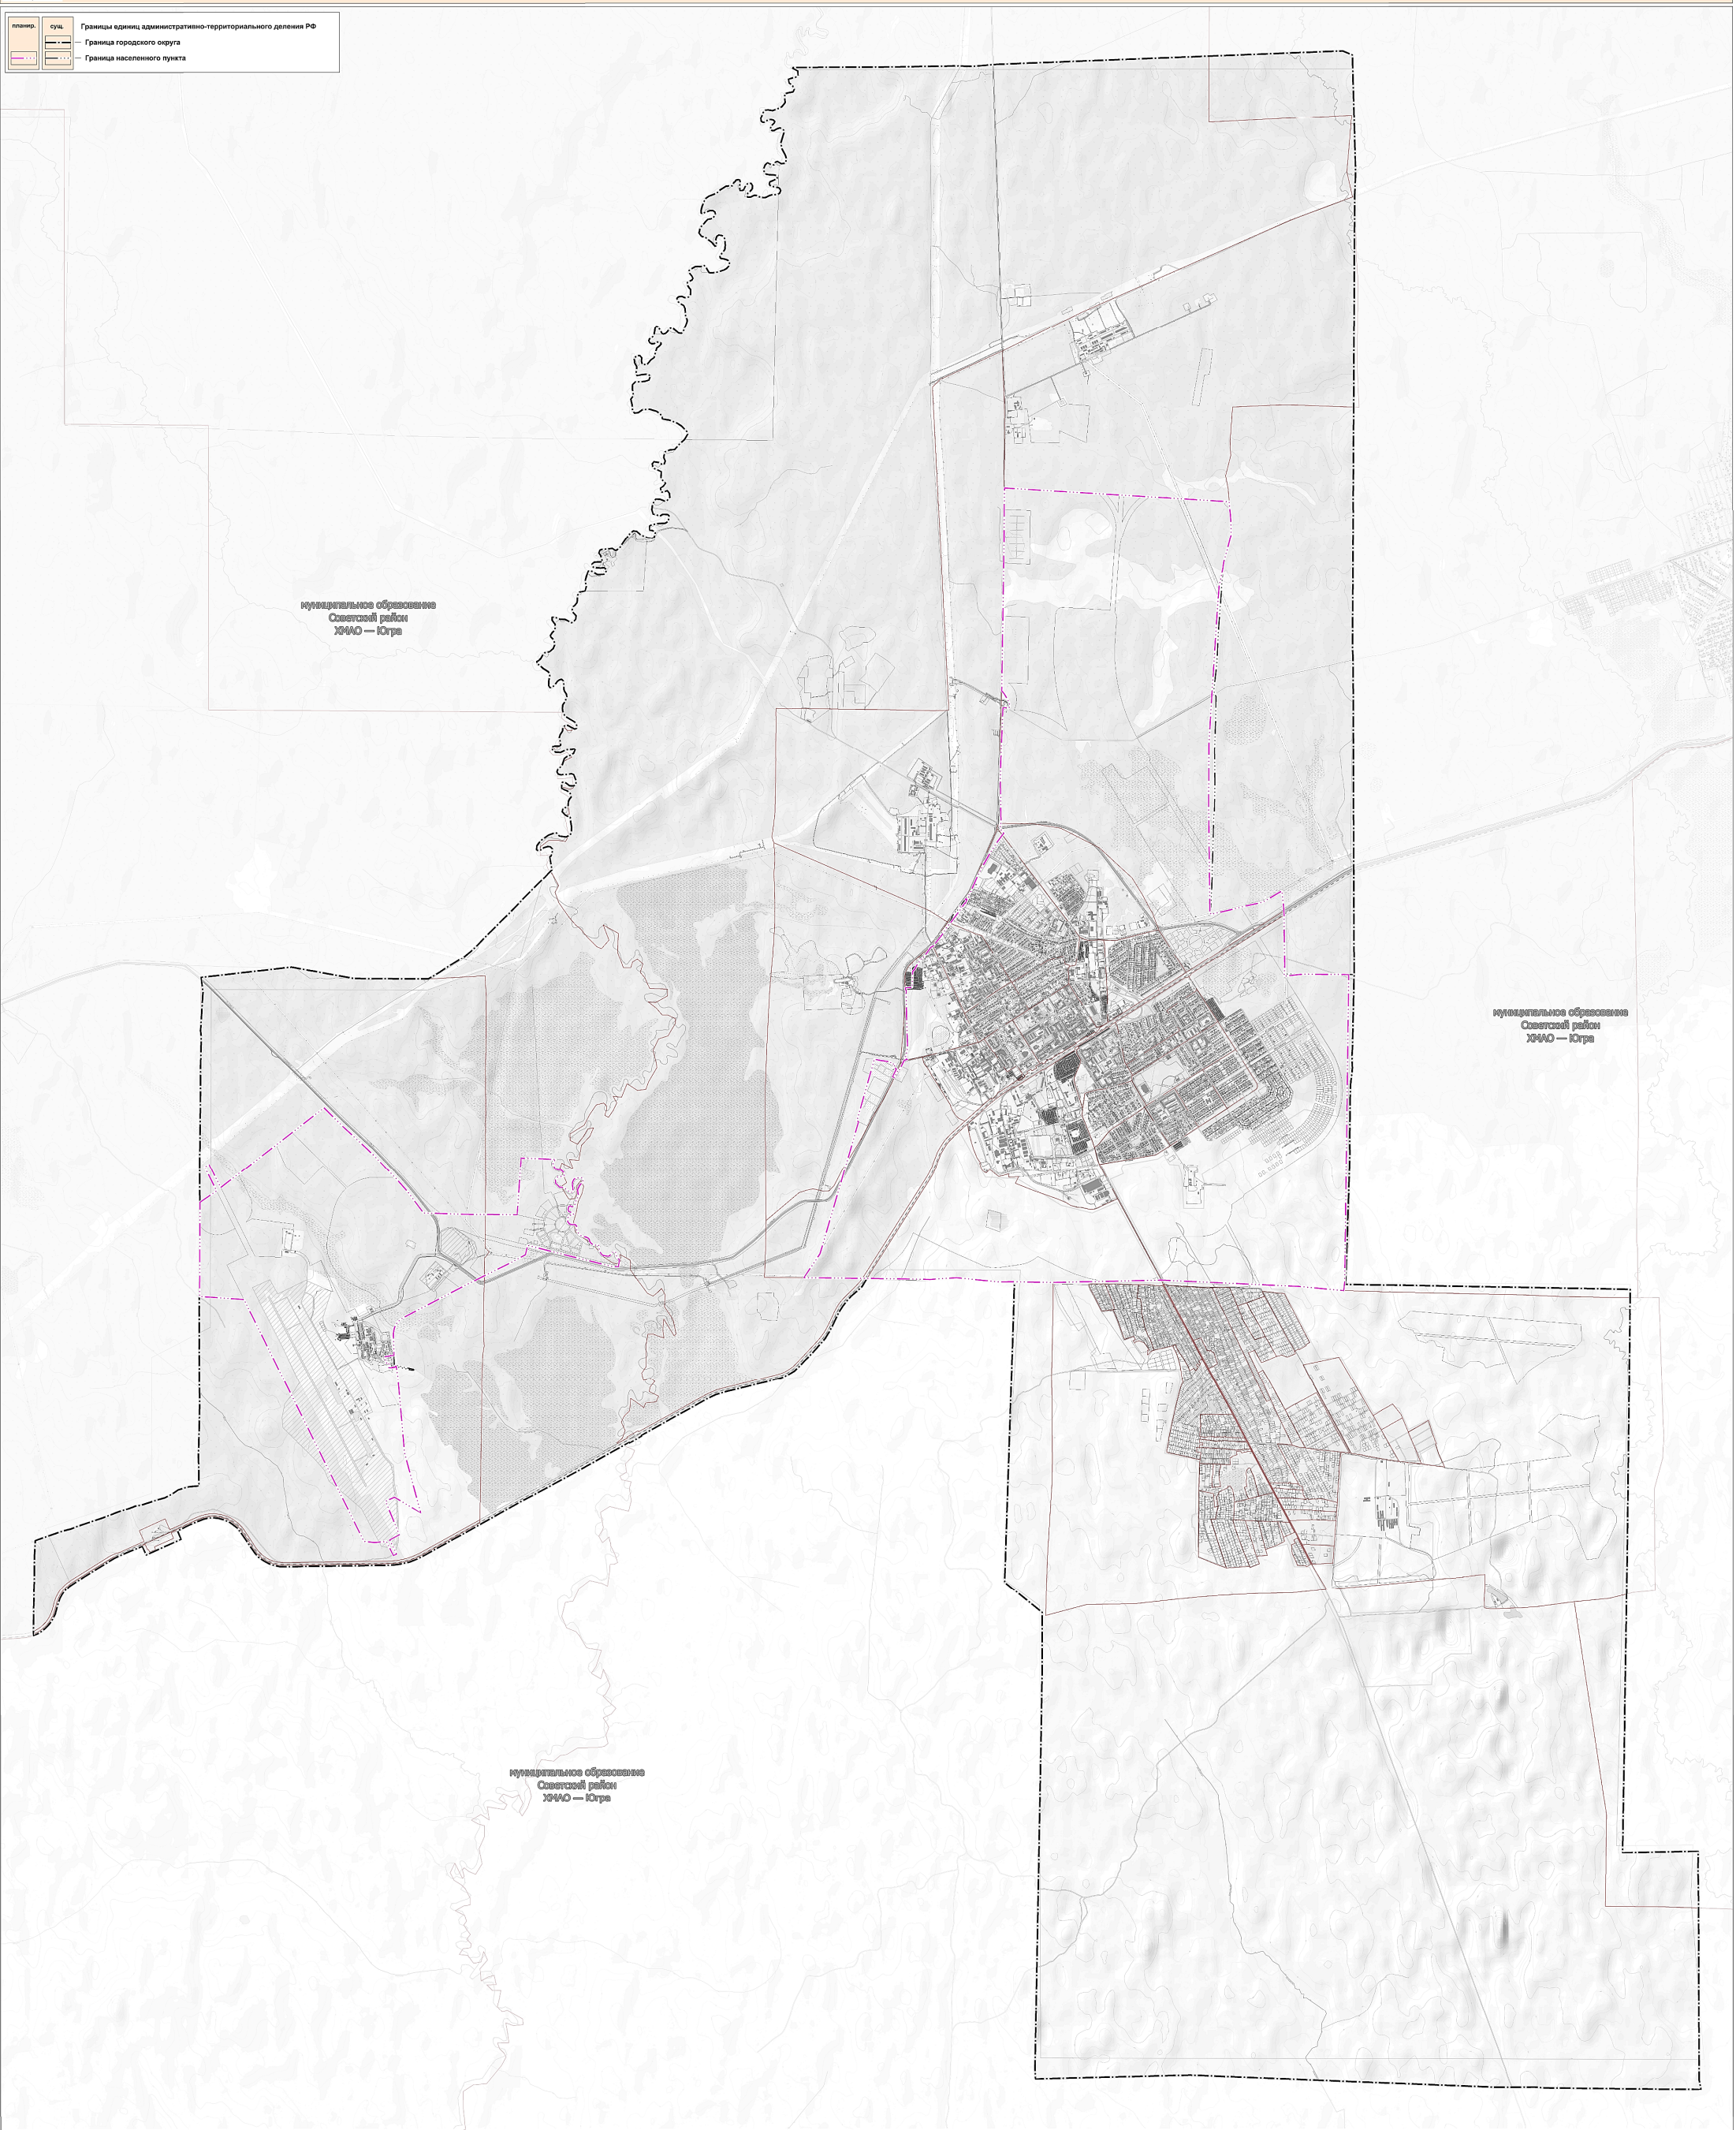 планир.
сущ.
Границы единиц административно-территориального деления РФ
— Граница городского округа
— Граница населенного пункта
муниципальное образование
Советский район
ХМАО — Югра
муниципальное образование
Советский район
ХМАО — Югра
муниципальное образование
Советский район
ХМАО — Югра